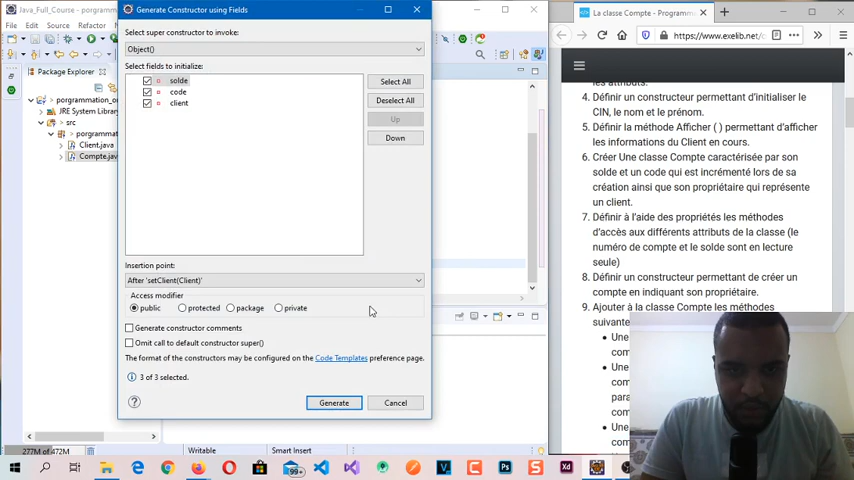 Java_Full_Course
File
Edit
Source
Refactor
Package Explorer
porgrammation_o
JRE System Library
src
porgrammati
Client.java
Compte.java
Generate Constructor using Fields
Select super constructor to invoke:
Object()
Select fields to initialize:
solde
code
client
Select All
Deselect All
Up
Down
Insertion point:
After 'setClient(Client)'
Access modifier
public protected package private
Generate constructor comments
Omit call to default constructor super()
The format of the constructors may be configured on the Code Templates preference page.
3 of 3 selected.
Generate Cancel
277M of 472M
Writable
Smart Insert
La classe Compte - Porgrammati
https://www.exelib.net/
les attributs.
4. Définir un constructeur permettant d'initialiser le
CIN, le nom et le prénom.
5. Définir la méthode Afficher ( ) permettant d'afficher
les informations du Client en cours.
6. Créer Une classe Compte caractérisée par son
solde et un code qui est incrémenté lors de sa
création ainsi que son propriétaire qui représente
un client.
7. Définir à l'aide des propriétés les méthodes
d'accès aux différents attributs de la classe (le
numéro de compte et le solde sont en lecture
seule)
8. Définir un constructeur permettant de créer un
compte en indiquant son propriétaire.
9. Ajouter à la classe Compte les méthodes
suivante
Une
com
Une
com
para
com
Une
com
Une
com
99+
Xd
Ps